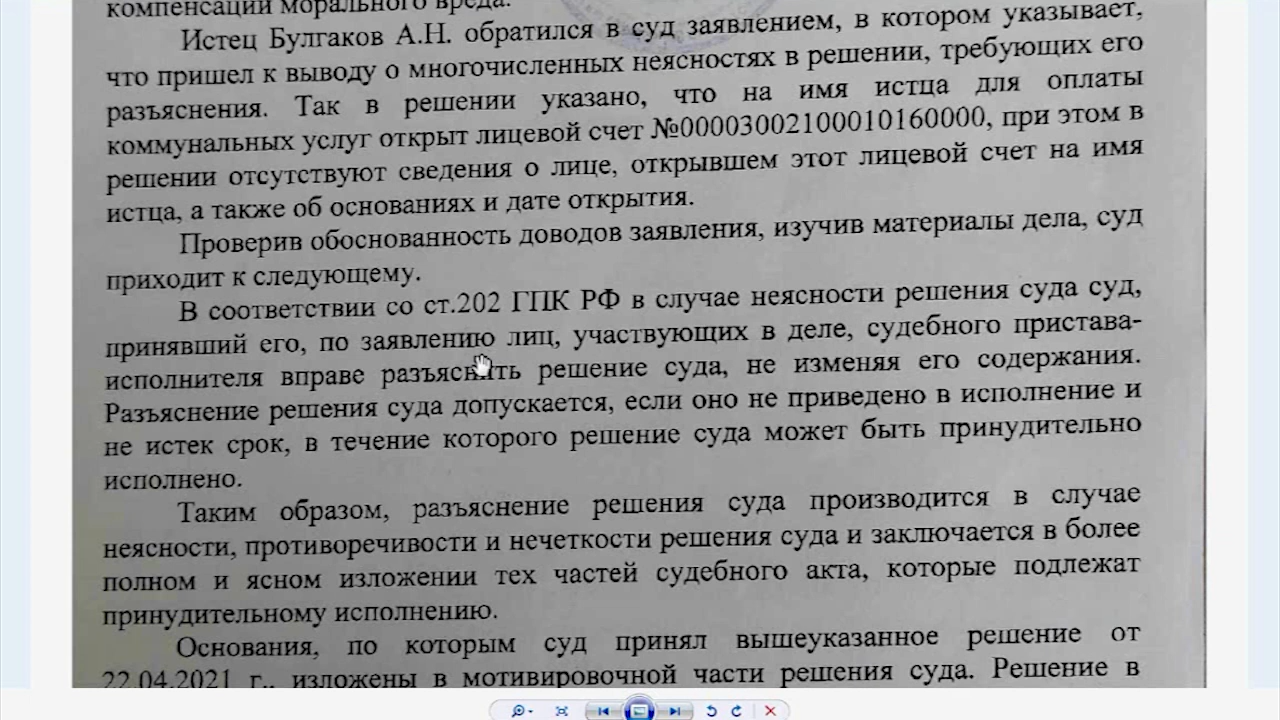 компенсации морального вреда.
Истец Булгаков А.Н. обратился в суд заявлением, в котором указывает,
что пришел к выводу о многочисленных неясностях в решении, требующих его
разъяснения. Так в решении указано, что на имя истца для оплаты
коммунальных услуг открыт лицевой счет №00003002100010160000, при этом в
решении отсутствуют сведения о лице, открывшем этот лицевой счет на имя
истца, а также об основаниях и дате открытия.
Проверив обоснованность доводов заявления, изучив материалы дела, суд
приходит к следующему.
В соответствии со ст.202 ГПК РФ в случае неясности решения суда суд,
принявший его, по заявлению лиц, участвующих в деле, судебного пристава-
исполнителя вправе разъяснить решение суда, не изменяя его содержания.
Разъяснение решения суда допускается, если оно не приведено в исполнение и
не истек срок, в течение которого решение суда может быть принудительно
исполнено.
Таким образом, разъяснение решения суда производится в случае
неясности, противоречивости и нечеткости решения суда и заключается в более
полном и ясном изложении тех частей судебного акта, которые подлежат
принудительному исполнению.
Основания, по которым суд принял вышеуказанное решение от
22.04.2021 г., изложены в мотивировочной части решения суда. Решение в